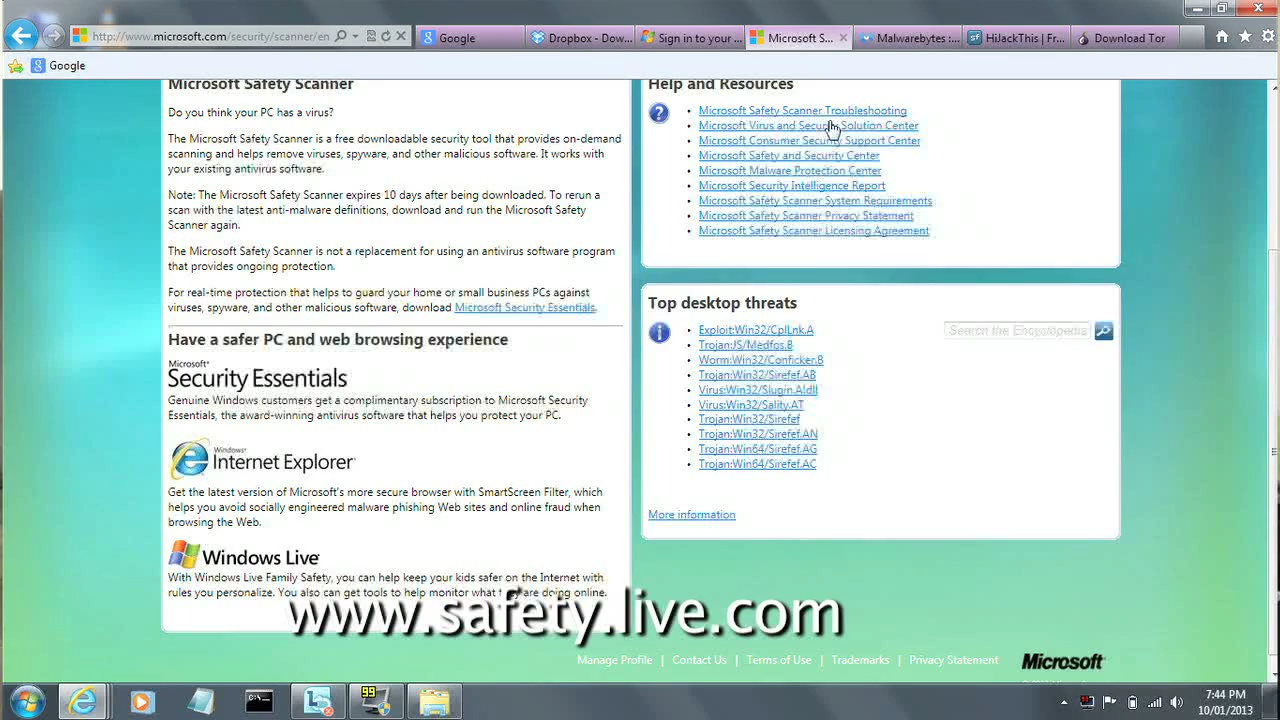 http://www.microsoft.com/security/scanner/en
Google
Dropbox - Dow...
Sign in to your ...
Microsoft S...
Malwarebytes :...
HiJackThis | Fr...
Download Tor
Google
Microsoft Safety Scanner
Do you think your PC has a virus?
The Microsoft Safety Scanner is a free downloadable security tool that provides on-demand
scanning and helps remove viruses, spyware, and other malicious software. It works with
your existing antivirus software.
Note: The Microsoft Safety Scanner expires 10 days after being downloaded. To rerun a
scan with the latest anti-malware definitions, download and run the Microsoft Safety
Scanner again.
The Microsoft Safety Scanner is not a replacement for using an antivirus software program
that provides ongoing protection.
For real-time protection that helps to guard your home or small business PCs against
viruses, spyware, and other malicious software, download Microsoft Security Essentials.
Have a safer PC and web browsing experience
Microsoft®
Security Essentials
Genuine Windows customers get a complimentary subscription to Microsoft Security
Essentials, the award-winning antivirus software that helps you protect your PC.
Windows®
Internet Explorer
Get the latest version of Microsoft's more secure browser with SmartScreen Filter, which
helps you avoid socially engineered malware phishing Web sites and online fraud when
browsing the Web.
Windows Live
With Windows Live Family Safety, you can help keep your kids safer on the Internet with
rules you personalize. You also can get tools to help monitor what they are doing online.
Help and Resources
Microsoft Safety Scanner Troubleshooting
Microsoft Virus and Security Solution Center
Microsoft Consumer Security Support Center
Microsoft Safety and Security Center
Microsoft Malware Protection Center
Microsoft Security Intelligence Report
Microsoft Safety Scanner System Requirements
Microsoft Safety Scanner Privacy Statement
Microsoft Safety Scanner Licensing Agreement
Top desktop threats
Search the Encyclopedia
Exploit:Win32/CplLnk.A
Trojan:JS/Medfos.B
Worm:Win32/Conficker.B
Trojan:Win32/Sirefef.AB
Virus:Win32/Slugin.A!dll
Virus:Win32/Sality.AT
Trojan:Win32/Sirefef
Trojan:Win32/Sirefef.AN
Trojan:Win64/Sirefef.AG
Trojan:Win64/Sirefef.AC
More information
www.safety.live.com
Manage Profile | Contact Us | Terms of Use | Trademarks | Privacy Statement
Microsoft
99
7:44 PM
10/01/2013